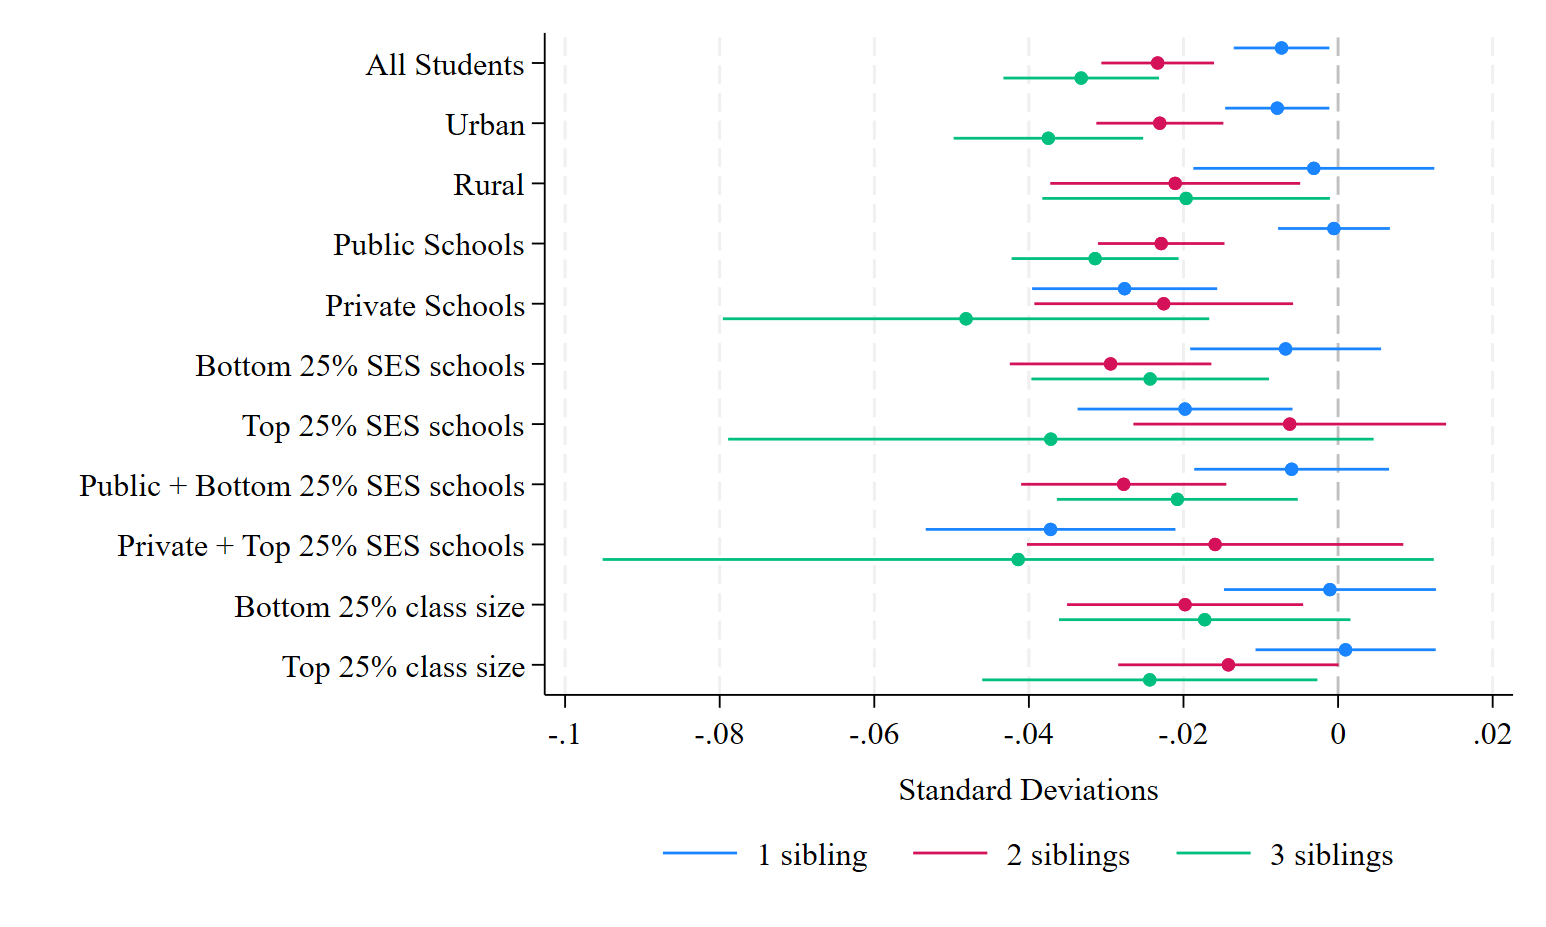 All Students
Urban
Rural
Public Schools
Private Schools
Bottom 25% SES schools
Top 25% SES schools
Public + Bottom 25% SES schools
Private + Top 25% SES schools
Bottom 25% class size
Top 25% class size
-.1 -.08 -.06 -.04 -.02 0 .02
Standard Deviations
1 sibling 2 siblings 3 siblings